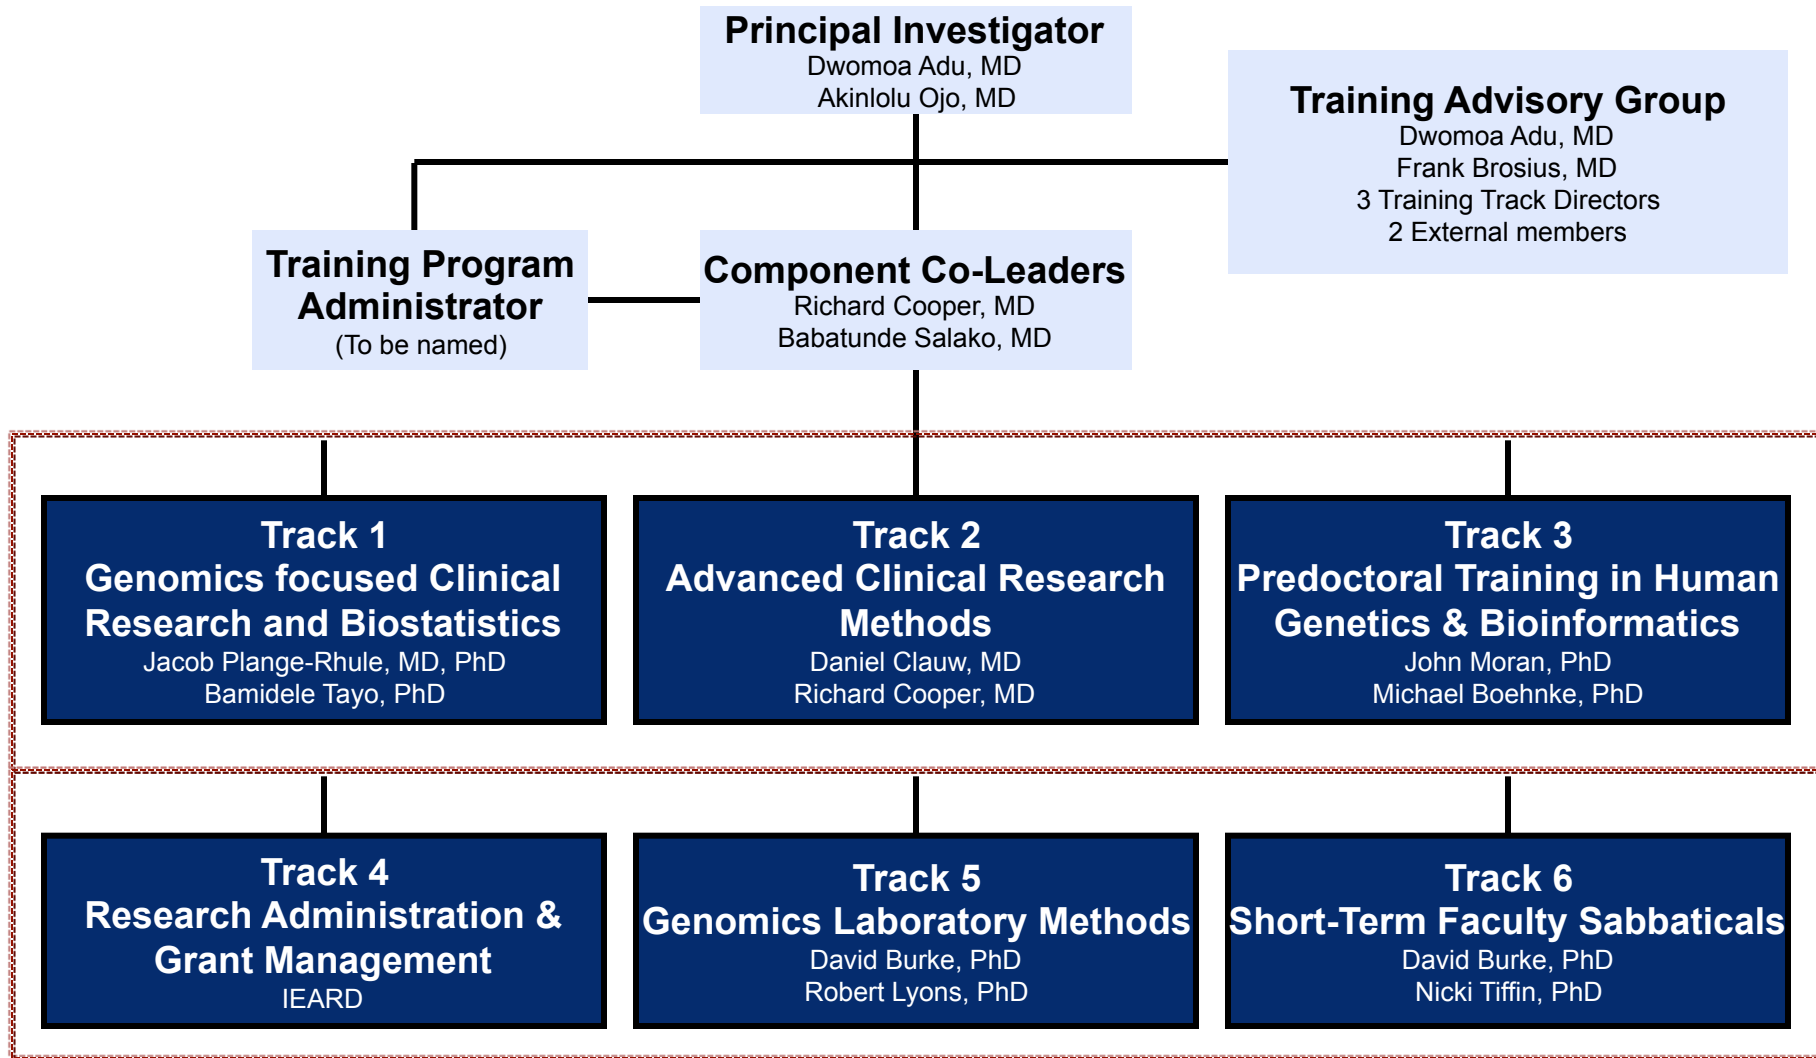 Principal Investigator
Dwomoa Adu, MD
Akinlolu Ojo, MD
Training Advisory Group
Dwomoa Adu, MD
Frank Brosius, MD
3 Training Track Directors
2 External members
Training Program
Administrator
(To be named)
Component Co-Leaders
Richard Cooper, MD
Babatunde Salako, MD
Track 1
Genomics focused Clinical
Research and Biostatistics
Jacob Plange-Rhule, MD, PhD
Bamidele Tayo, PhD
Track 2
Advanced Clinical Research
Methods
Daniel Clauw, MD
Richard Cooper, MD
Track 3
Predoctoral Training in Human
Genetics & Bioinformatics
John Moran, PhD
Michael Boehnke, PhD
Track 4
Research Administration &
Grant Management
IEARD
Track 5
Genomics Laboratory Methods
David Burke, PhD
Robert Lyons, PhD
Track 6
Short-Term Faculty Sabbaticals
David Burke, PhD
Nicki Tiffin, PhD